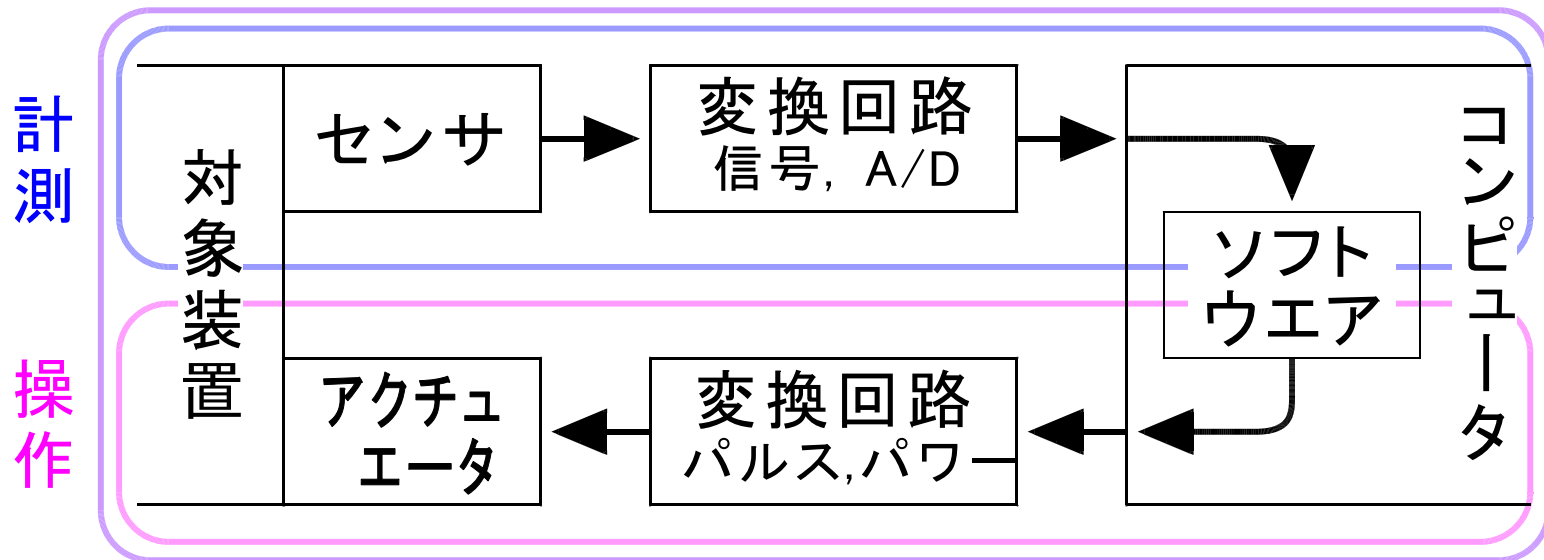 計測
操作
対象装置
センサ
変換回路
信号, A/D
コンピュータ
ソフト
ウエア
アクチュ
エータ
変換回路
パルス,パワー